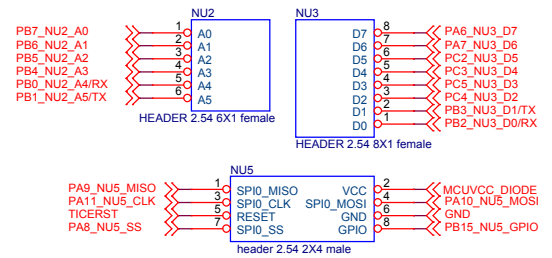 NU2
PB7_NU2_A0 1 A0
PB6_NU2_A1 2 A1
PB5_NU2_A2 3 A2
PB4_NU2_A3 4 A3
PB0_NU2_A4/RX 5 A4
PB1_NU2_A5/TX 6 A5
HEADER 2.54 6X1 female
NU3
D7 8 PA6_NU3_D7
D6 7 PA7_NU3_D6
D5 6 PC2_NU3_D5
D4 5 PC3_NU3_D4
D3 4 PC5_NU3_D3
D2 3 PC4_NU3_D2
D1 2 PB3_NU3_D1/TX
D0 1 PB2_NU3_D0/RX
HEADER 2.54 8X1 female
NU5
PA9_NU5_MISO 1 SPI0_MISO VCC 2 MCUVCC_DIODE
PA11_NU5_CLK 3 SPI0_CLK SPI0_MOSI 4 PA10_NU5_MOSI
TICERST 5 RESET GND 6 GND
PA8_NU5_SS 7 SPI0_SS GPIO 8 PB15_NU5_GPIO
header 2.54 2X4 male